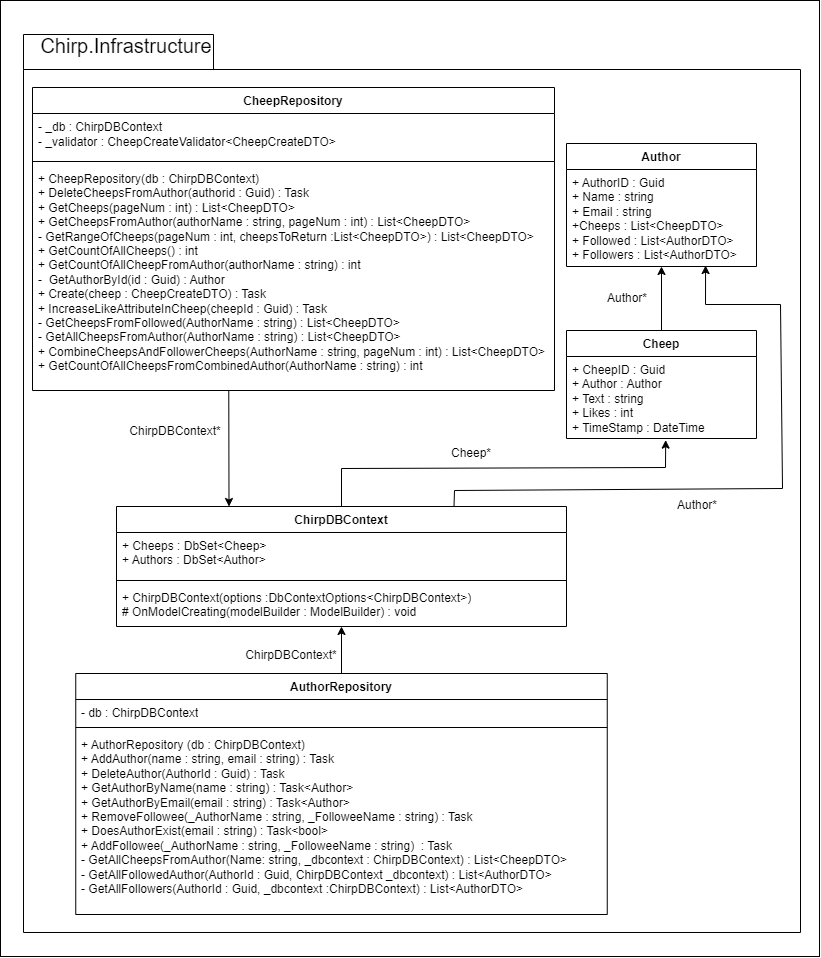 Chirp.Infrastructure
CheepRepository
- _db : ChirpDBContext
- _validator : CheepCreateValidator<CheepCreateDTO>
+ CheepRepository(db : ChirpDBContext)
+ DeleteCheepsFromAuthor(authorid : Guid) : Task
+ GetCheeps(pageNum : int) : List<CheepDTO>
+ GetCheepsFromAuthor(authorName : string, pageNum : int) : List<CheepDTO>
- GetRangeOfCheeps(pageNum : int, cheepsToReturn :List<CheepDTO>) : List<CheepDTO>
+ GetCountOfAllCheeps() : int
+ GetCountOfAllCheepFromAuthor(authorName : string) : int
-  GetAuthorById(id : Guid) : Author
+ Create(cheep : CheepCreateDTO) : Task
+ IncreaseLikeAttributeInCheep(cheepId : Guid) : Task
- GetCheepsFromFollowed(AuthorName : string) : List<CheepDTO>
- GetAllCheepsFromAuthor(AuthorName : string) : List<CheepDTO>
+ CombineCheepsAndFollowerCheeps(AuthorName : string, pageNum : int) : List<CheepDTO>
+ GetCountOfAllCheepsFromCombinedAuthor(AuthorName : string) : int
Author
+ AuthorID : Guid
+ Name : string
+ Email : string
+Cheeps : List<CheepDTO>
+ Followed : List<AuthorDTO>
+ Followers : List<AuthorDTO>
Author*
Cheep
+ CheepID : Guid
+ Author : Author
+ Text : string
+ Likes : int
+ TimeStamp : DateTime
ChirpDBContext*
Cheep*
Author*
ChirpDBContext
+ Cheeps : DbSet<Cheep>
+ Authors : DbSet<Author>
+ ChirpDBContext(options :DbContextOptions<ChirpDBContext>)
# OnModelCreating(modelBuilder : ModelBuilder) : void
ChirpDBContext*
AuthorRepository
- db : ChirpDBContext
+ AuthorRepository (db : ChirpDBContext)
+ AddAuthor(name : string, email : string) : Task
+ DeleteAuthor(AuthorId : Guid) : Task
+ GetAuthorByName(name : string) : Task<Author>
+ GetAuthorByEmail(email : string) : Task<Author>
+ RemoveFollowee(_AuthorName : string, _FolloweeName : string) : Task
+ DoesAuthorExist(email : string) : Task<bool>
+ AddFollowee(_AuthorName : string, _FolloweeName : string)  : Task
- GetAllCheepsFromAuthor(Name: string, _dbcontext : ChirpDBContext) : List<CheepDTO>
- GetAllFollowedAuthor(AuthorId : Guid, ChirpDBContext _dbcontext) : List<AuthorDTO>
- GetAllFollowers(AuthorId : Guid, _dbcontext :ChirpDBContext) : List<AuthorDTO>